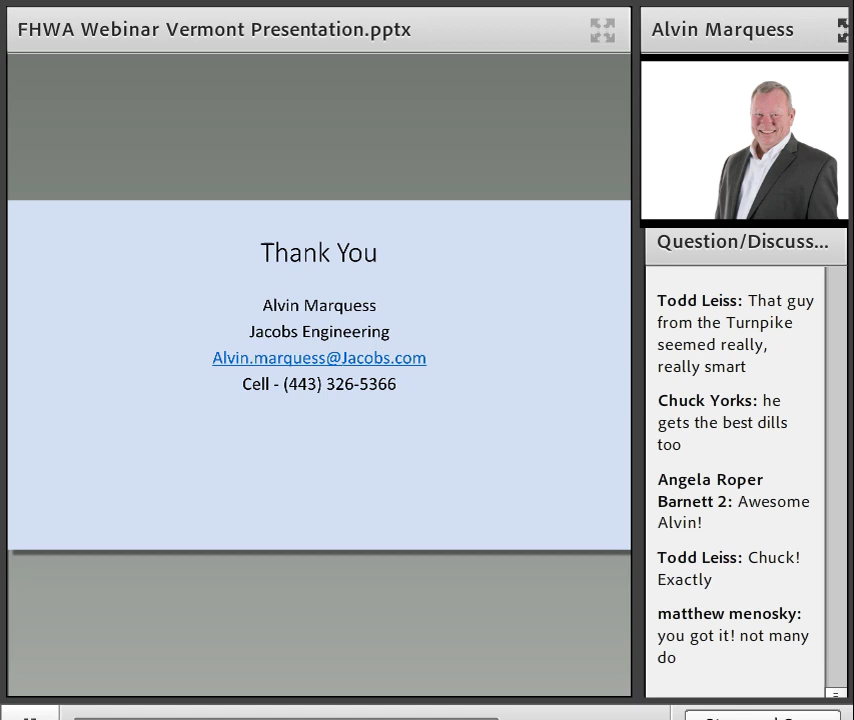 FHWA Webinar Vermont Presentation.pptx
Alvin Marquess
Thank You
Alvin Marquess
Jacobs Engineering
Alvin.marquess@Jacobs.com
Cell - (443) 326-5366
Question/Discuss...
Todd Leiss: That guy
from the Turnpike
seemed really,
really smart
Chuck Yorks: he
gets the best dills
too
Angela Roper
Barnett 2: Awesome
Alvin!
Todd Leiss: Chuck!
Exactly
matthew menosky:
you got it! not many
do